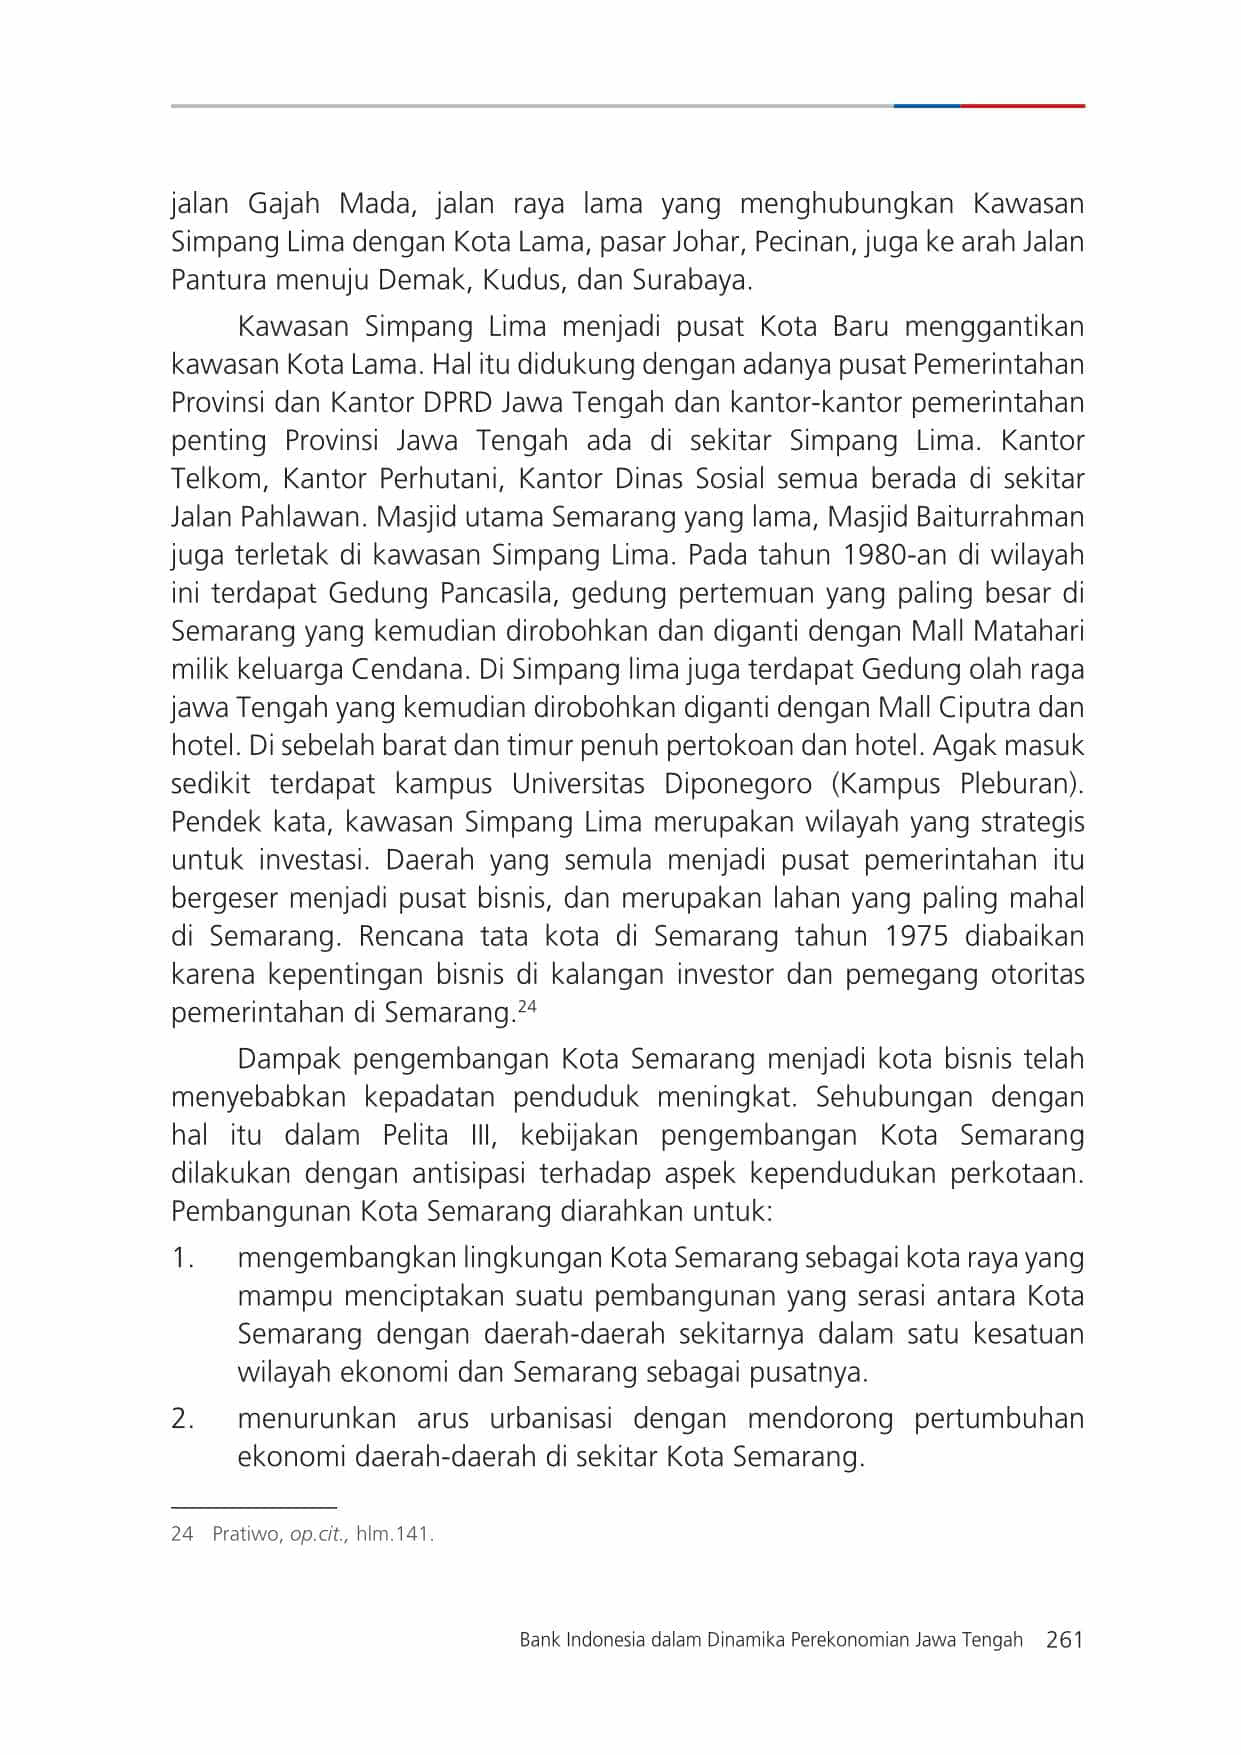 jalan Gajah Mada, jalan raya lama yang menghubungkan Kawasan
Simpang Lima dengan Kota Lama, pasar Johar, Pecinan, juga ke arah Jalan
Pantura menuju Demak, Kudus, dan Surabaya.
Kawasan Simpang Lima menjadi pusat Kota Baru menggantikan
kawasan Kota Lama. Hal itu didukung dengan adanya pusat Pemerintahan
Provinsi dan Kantor DPRD Jawa Tengah dan kantor-kantor pemerintahan
penting Provinsi Jawa Tengah ada di sekitar Simpang Lima. Kantor
Telkom, Kantor Perhutani, Kantor Dinas Sosial semua berada di sekitar
Jalan Pahlawan. Masjid utama Semarang yang lama, Masjid Baiturrahman
juga terletak di kawasan Simpang Lima. Pada tahun 1980-an di wilayah
ini terdapat Gedung Pancasila, gedung pertemuan yang paling besar di
Semarang yang kemudian dirobohkan dan diganti dengan Mall Matahari
milik keluarga Cendana. Di Simpang lima juga terdapat Gedung olah raga
jawa Tengah yang kemudian dirobohkan diganti dengan Mall Ciputra dan
hotel. Di sebelah barat dan timur penuh pertokoan dan hotel. Agak masuk
sedikit terdapat kampus Universitas Diponegoro (Kampus Pleburan).
Pendek kata, kawasan Simpang Lima merupakan wilayah yang strategis
untuk investasi. Daerah yang semula menjadi pusat pemerintahan itu
bergeser menjadi pusat bisnis, dan merupakan lahan yang paling mahal
di Semarang. Rencana tata kota di Semarang tahun 1975 diabaikan
karena kepentingan bisnis di kalangan investor dan pemegang otoritas
pemerintahan di Semarang.24
Dampak pengembangan Kota Semarang menjadi kota bisnis telah
menyebabkan kepadatan penduduk meningkat. Sehubungan dengan
hal itu dalam Pelita III, kebijakan pengembangan Kota Semarang
dilakukan dengan antisipasi terhadap aspek kependudukan perkotaan.
Pembangunan Kota Semarang diarahkan untuk:
1. mengembangkan lingkungan Kota Semarang sebagai kota raya yang
mampu menciptakan suatu pembangunan yang serasi antara Kota
Semarang dengan daerah-daerah sekitarnya dalam satu kesatuan
wilayah ekonomi dan Semarang sebagai pusatnya.
2. menurunkan arus urbanisasi dengan mendorong pertumbuhan
ekonomi daerah-daerah di sekitar Kota Semarang.
24 Pratiwo, op.cit., hlm.141.
Bank Indonesia dalam Dinamika Perekonomian Jawa Tengah 261